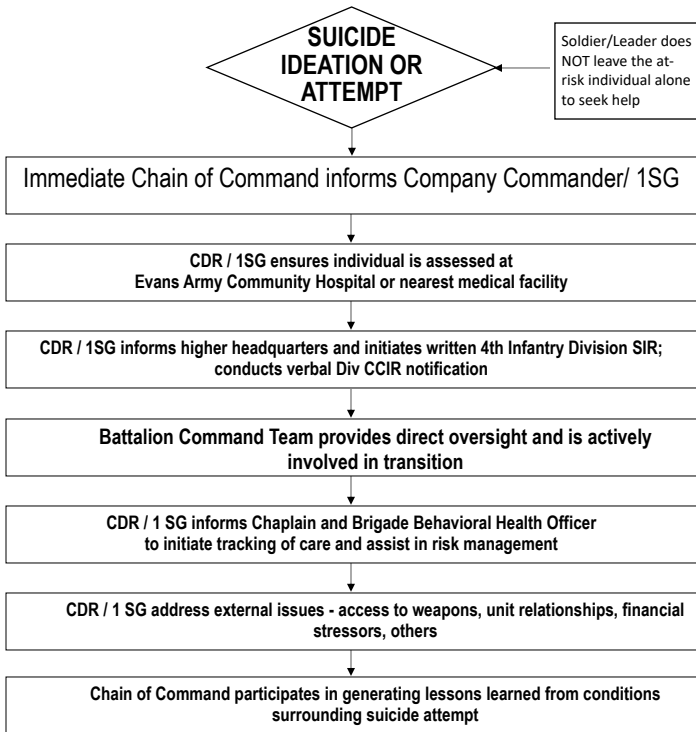 SUICIDE
IDEATION OR
ATTEMPT
Soldier/Leader does
NOT leave the at-
risk individual alone
to seek help
Immediate Chain of Command informs Company Commander/ 1SG
CDR / 1SG ensures individual is assessed at
Evans Army Community Hospital or nearest medical facility
CDR / 1SG informs higher headquarters and initiates written 4th Infantry Division SIR;
conducts verbal Div CCIR notification
Battalion Command Team provides direct oversight and is actively
involved in transition
CDR / 1 SG informs Chaplain and Brigade Behavioral Health Officer
to initiate tracking of care and assist in risk management
CDR / 1 SG address external issues - access to weapons, unit relationships, financial
stressors, others
Chain of Command participates in generating lessons learned from conditions
surrounding suicide attempt